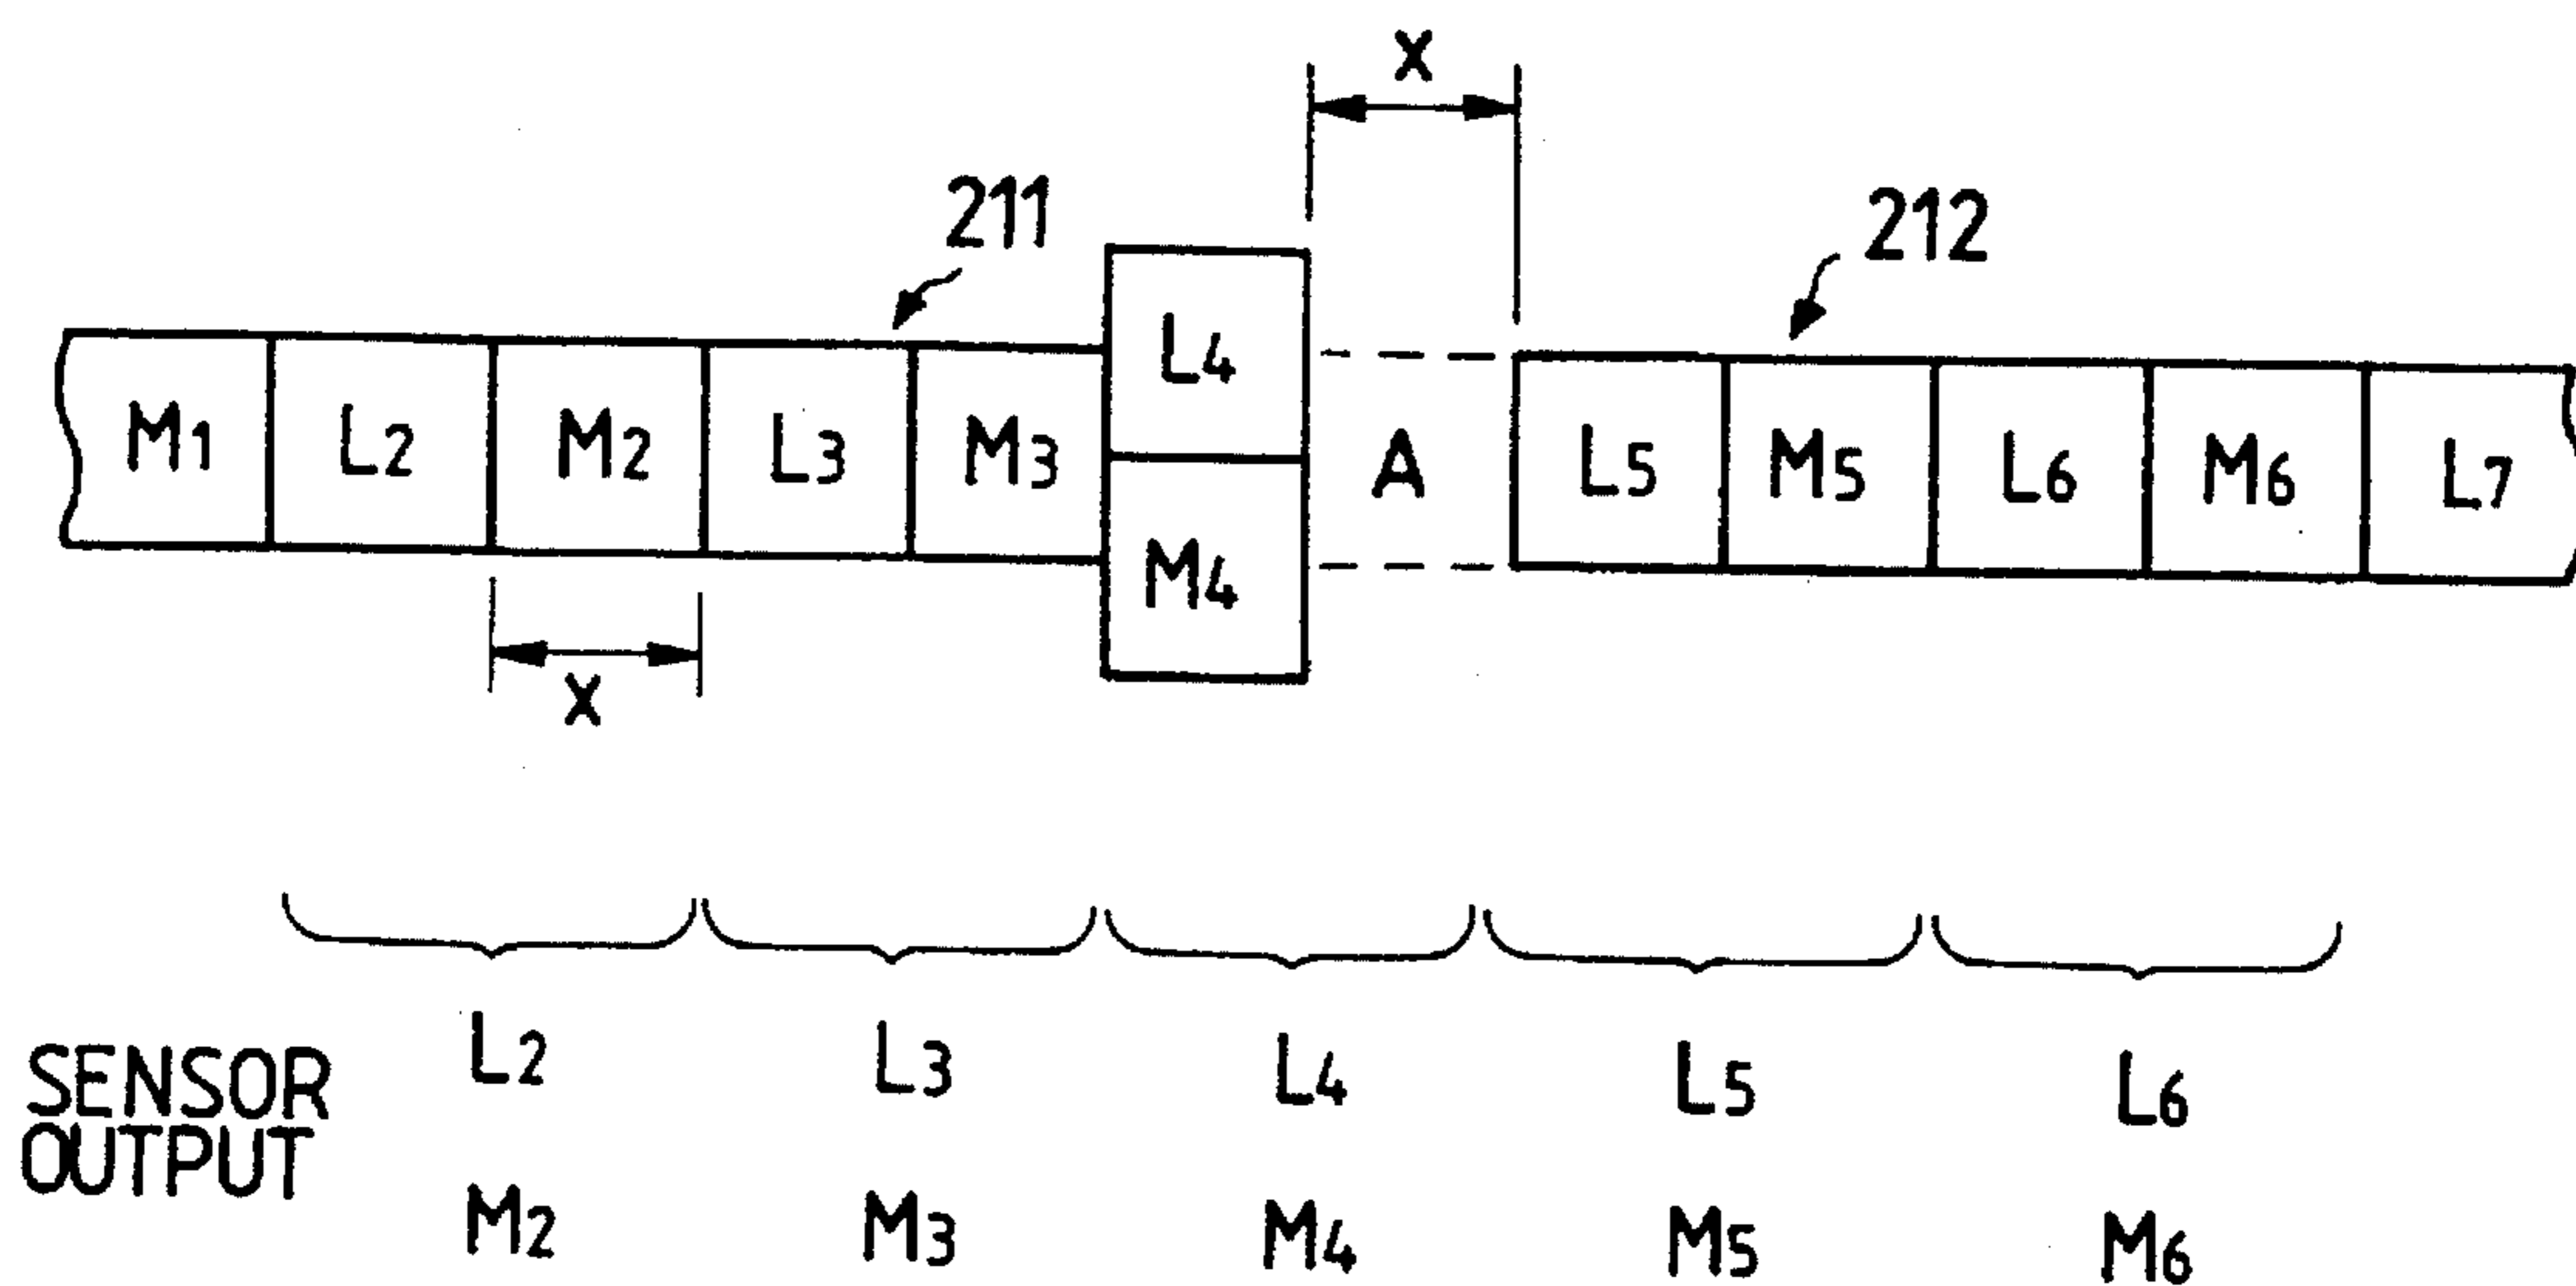 X
211
212
L4
M1 L2 M2 L3 M3 A L5 M5 L6 M6 L7
M4
X
SENSOR
OUTPUT
L2 L3 L4 L5 L6
M2 M3 M4 M5 M6